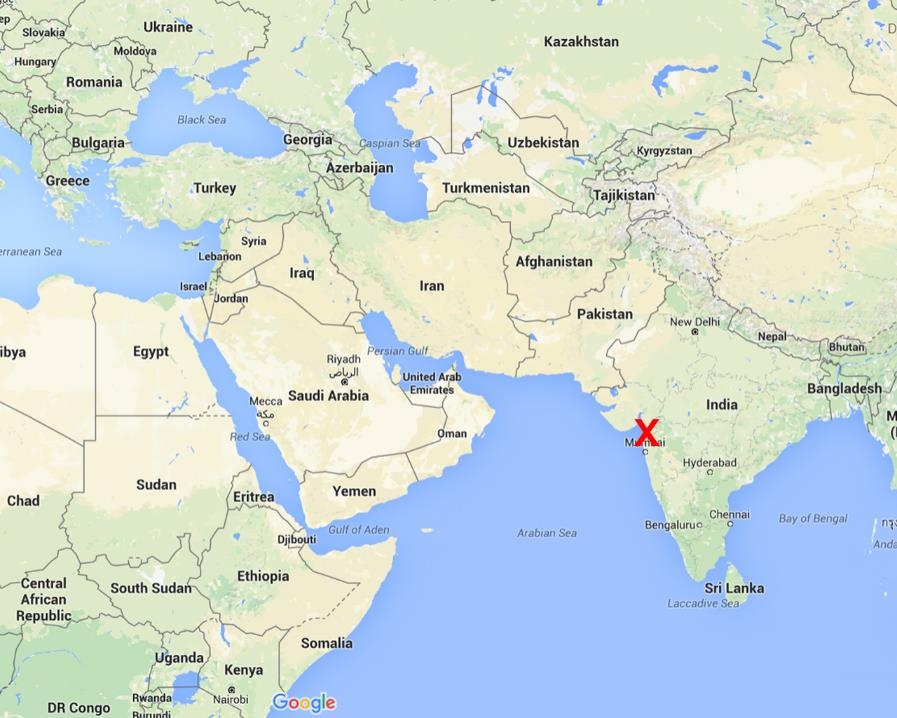 Ukraine
Kazakhstan
Slovakia
Moldova
Hungary
Romania
Serbia
Black Sea
Bulgaria
Georgia
Caspian Sea
Uzbekistan
Kyrgyzstan
Azerbaijan
Greece
Turkey
Turkmenistan
Tajikistan
Syria
erranean Sea
Lebanon
Afghanistan
Iraq
Israel
Iran
Jordan
Pakistan
New Delhi
Nepal
Bhutan
ibya
Egypt
Persian Gulf
Riyadh
الرياض
United Arab
Emirates
Saudi Arabia
Bangladesh
Mecca
مكة
India
X
Red Sea
Oman
Hyderabad
Sudan
Yemen
Chad
Eritrea
Chennai
Bengaluru
Bay of Bengal
Gulf of Aden
Arabian Sea
Djibouti
Anda
Central
African
Republic
South Sudan
Ethiopia
Sri Lanka
Laccadive Sea
Somalia
Uganda
Kenya
Rwanda
Nairobi
Google
DR Congo
Burundi